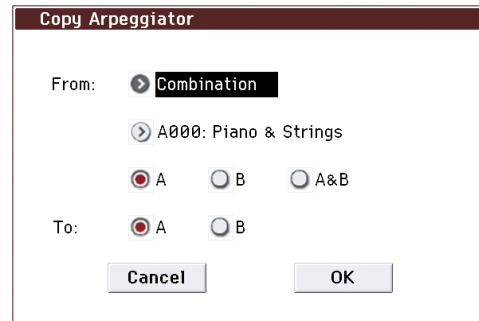 Copy Arpeggiator
From: Combination
A000: Piano & Strings
A B A&B
To: A B
Cancel OK